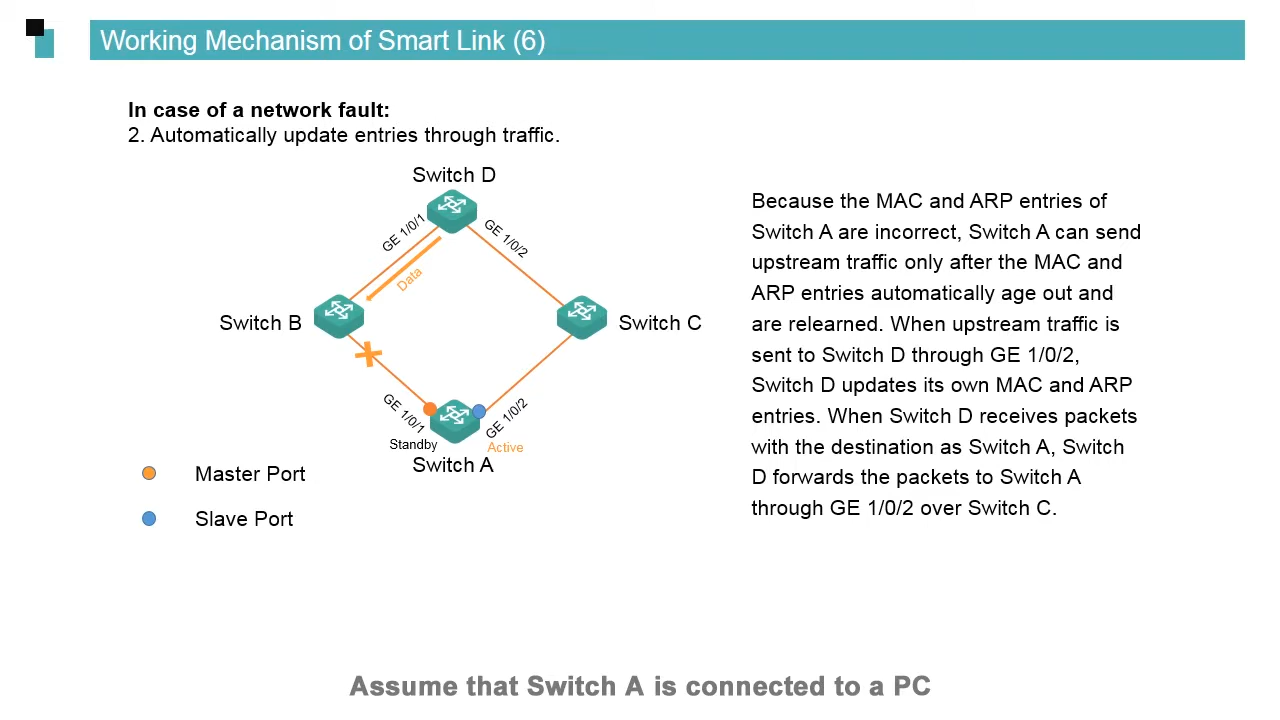 Working Mechanism of Smart Link (6)
In case of a network fault:
2. Automatically update entries through traffic.
Switch D
GE 1/0/1
GE 1/0/2
Data
Switch B
Switch C
GE 1/0/1
GE 1/0/2
Standby
Active
Switch A
Master Port
Slave Port
Because the MAC and ARP entries of
Switch A are incorrect, Switch A can send
upstream traffic only after the MAC and
ARP entries automatically age out and
are relearned. When upstream traffic is
sent to Switch D through GE 1/0/2,
Switch D updates its own MAC and ARP
entries. When Switch D receives packets
with the destination as Switch A, Switch
D forwards the packets to Switch A
through GE 1/0/2 over Switch C.
Assume that Switch A is connected to a PC